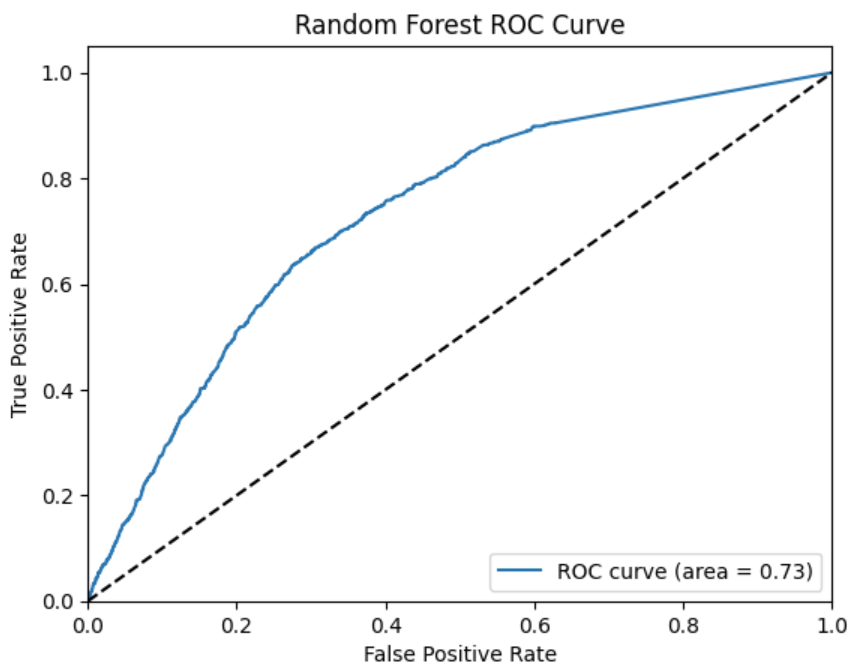 Random Forest ROC Curve
True Positive Rate
1.0
0.8
0.6
0.4
0.2
0.0
ROC curve (area = 0.73)
0.0 0.2 0.4 0.6 0.8 1.0
False Positive Rate